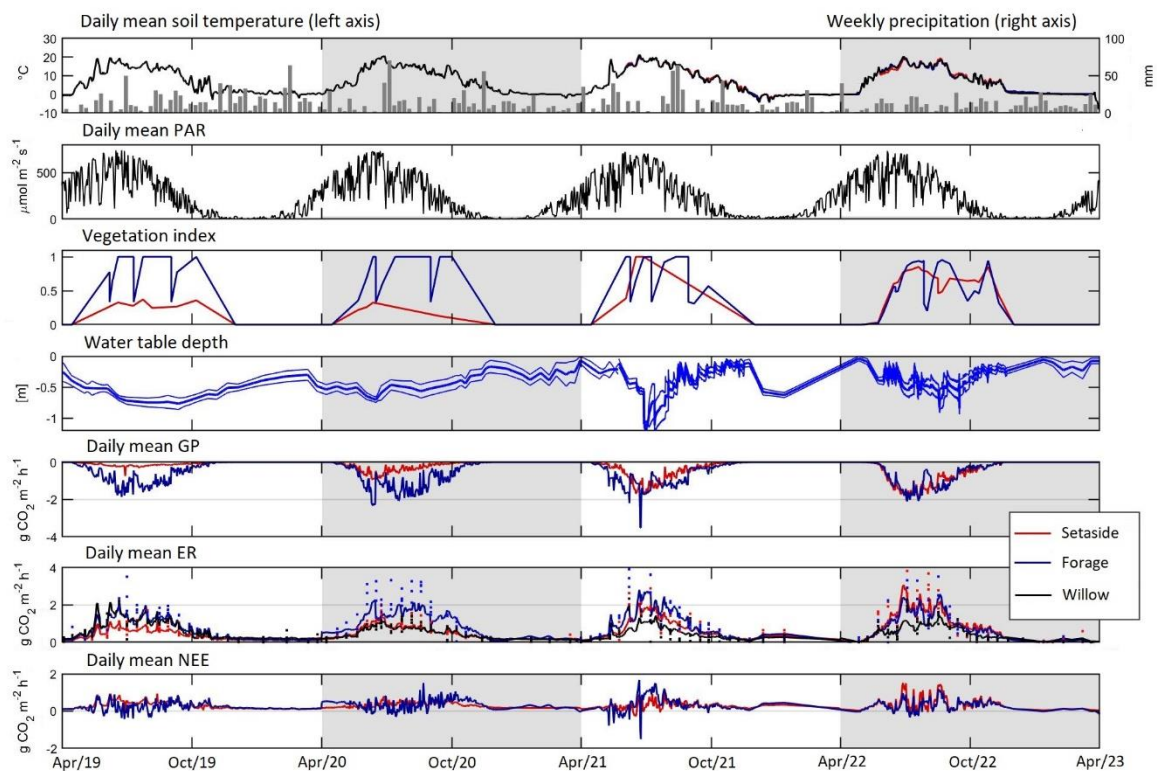 Daily mean soil temperature (left axis) Weekly precipitation (right axis)
30 100
20
°C 10 50 mm
0
-10 0
Daily mean PAR
μmol m-2 s-1
500
0
Vegetation index
1
0.5
0
Water table depth
0
[m] -0.5
-1
Daily mean GP
g CO2 m-2 h-1
0
-2
-4
Setaside
Forage
Willow
Daily mean ER
g CO2 m-2 h-1
4
2
0
Daily mean NEE
g CO2 m-2 h-1
2
0
-2
Apr/19 Oct/19 Apr/20 Oct/20 Apr/21 Oct/21 Apr/22 Oct/22 Apr/23